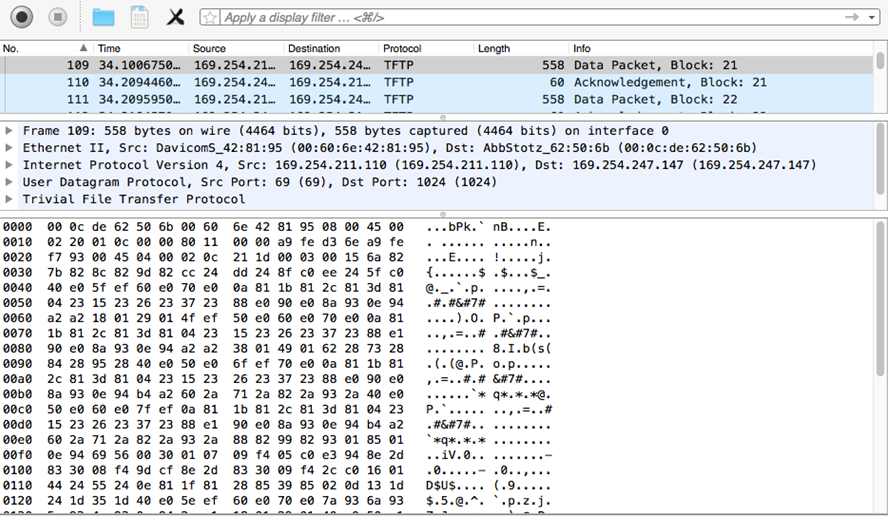 Apply a display filter … <⌘/>
No. Time Source Destination Protocol Length Info
109 34.1006750… 169.254.21… 169.254.24… TFTP 558 Data Packet, Block: 21
110 34.2094460… 169.254.24… 169.254.21… TFTP 60 Acknowledgement, Block: 21
111 34.2095950… 169.254.21… 169.254.24… TFTP 558 Data Packet, Block: 22
Frame 109: 558 bytes on wire (4464 bits), 558 bytes captured (4464 bits) on interface 0
Ethernet II, Src: DavicomS_42:81:95 (00:60:6e:42:81:95), Dst: AbbStotz_62:50:6b (00:0c:de:62:50:6b)
Internet Protocol Version 4, Src: 169.254.211.110 (169.254.211.110), Dst: 169.254.247.147 (169.254.247.147)
User Datagram Protocol, Src Port: 69 (69), Dst Port: 1024 (1024)
Trivial File Transfer Protocol
0000 00 0c de 62 50 6b 00 60 6e 42 81 95 08 00 45 00 ...bPk.` nB....E.
0010 02 20 01 0c 00 00 80 11 00 00 a9 fe d3 6e a9 fe . ...... .....n..
0020 f7 93 00 45 04 00 02 0c 21 1d 00 03 00 15 6a 82 ...E.... !.....j.
0030 7b 82 8c 82 9d 82 cc 24 dd 24 8f c0 ee 24 5f c0 {......$ .$...$_.
0040 40 e0 5f ef 60 e0 70 e0 0a 81 1b 81 2c 81 3d 81 @._.`.p. ....,.=.
0050 04 23 15 23 26 23 37 23 88 e0 90 e0 8a 93 0e 94 .#.#&#7# ........
0060 a2 a2 18 01 29 01 4f ef 50 e0 60 e0 70 e0 0a 81 ....).O. P.`.p...
0070 1b 81 2c 81 3d 81 04 23 15 23 26 23 37 23 88 e1 ..,.=..# .#&#7#..
0080 90 e0 8a 93 0e 94 a2 a2 38 01 49 01 62 28 73 28 ........ 8.I.b(s(
0090 84 28 95 28 40 e0 50 e0 6f ef 70 e0 0a 81 1b 81 .(.(@.P. o.p.....
00a0 2c 81 3d 81 04 23 15 23 26 23 37 23 88 e0 90 e0 ,.=..#.# &#7#....
00b0 8a 93 0e 94 b4 a2 60 2a 71 2a 82 2a 93 2a 40 e0 ......`* q*.*.*@.
00c0 50 e0 60 e0 7f ef 0a 81 1b 81 2c 81 3d 81 04 23 P.`..... ..,.=..#
00d0 15 23 26 23 37 23 88 e1 90 e0 8a 93 0e 94 b4 a2 .#&#7#.. ........
00e0 60 2a 71 2a 82 2a 93 2a 88 82 99 82 93 01 85 01 `*q*.*.* ........
00f0 0e 94 69 56 00 30 01 07 09 f4 05 c0 e3 94 8e 2d ..iV.0.. .......-
0100 83 30 08 f4 9d cf 8e 2d 83 30 09 f4 2c c0 16 01 .0.....- .0..,...
0110 44 24 55 24 0e 81 1f 81 28 85 39 85 02 0d 13 1d D$U$.... (.9.....
0120 24 1d 35 1d 40 e0 5e ef 60 e0 70 e0 7a 93 6a 93 $.5.@.^. `.p.z.j.